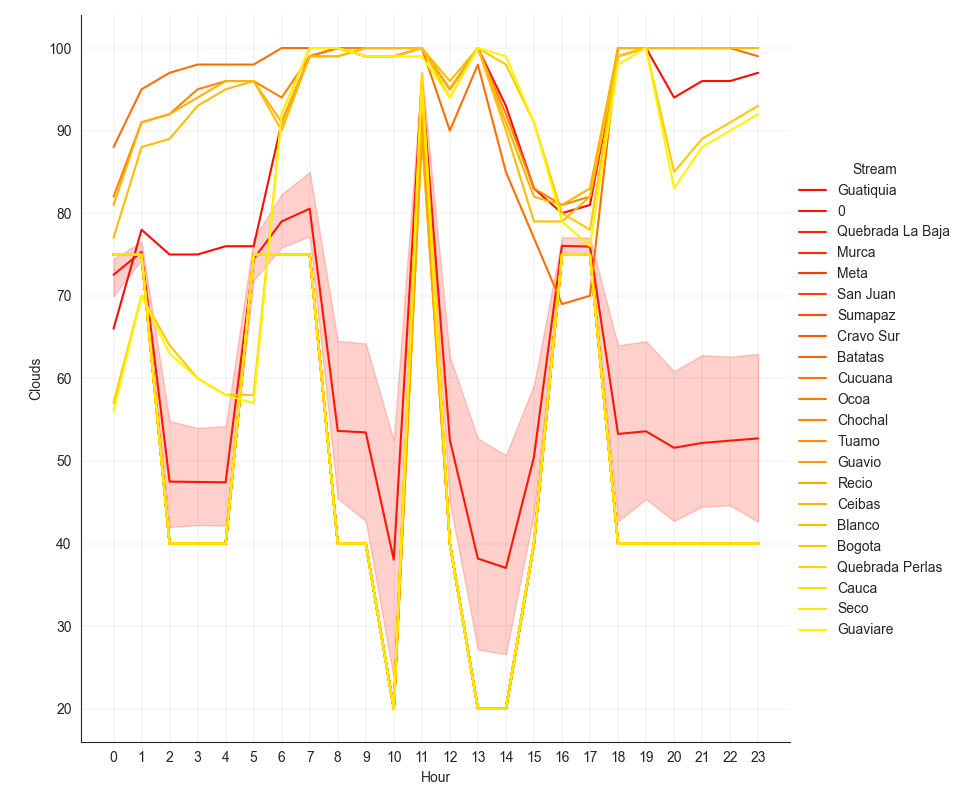 100
90
80
70
60
50
40
30
20
Clouds
0 1 2 3 4 5 6 7 8 9 10 11 12 13 14 15 16 17 18 19 20 21 22 23
Hour
Stream
Guatiquia
0
Quebrada La Baja
Murca
Meta
San Juan
Sumapaz
Cravo Sur
Batatas
Cucuana
Ocoa
Chochal
Tuamo
Guavio
Recio
Ceibas
Blanco
Bogota
Quebrada Perlas
Cauca
Seco
Guaviare